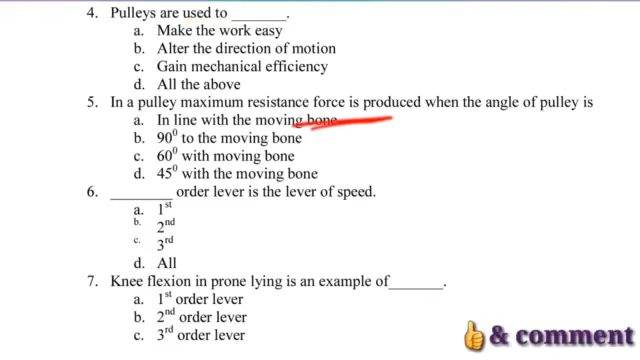 4. Pulleys are used to _______.
a. Make the work easy
b. Alter the direction of motion
c. Gain mechanical efficiency
d. All the above
5. In a pulley maximum resistance force is produced when the angle of pulley is
a. In line with the moving bone
b. 90⁰ to the moving bone
c. 60⁰ with moving bone
d. 45⁰ with the moving bone
6. ________ order lever is the lever of speed.
a. 1st
b. 2nd
c. 3rd
d. All
7. Knee flexion in prone lying is an example of_______.
a. 1st order lever
b. 2nd order lever
c. 3rd order lever
& comment